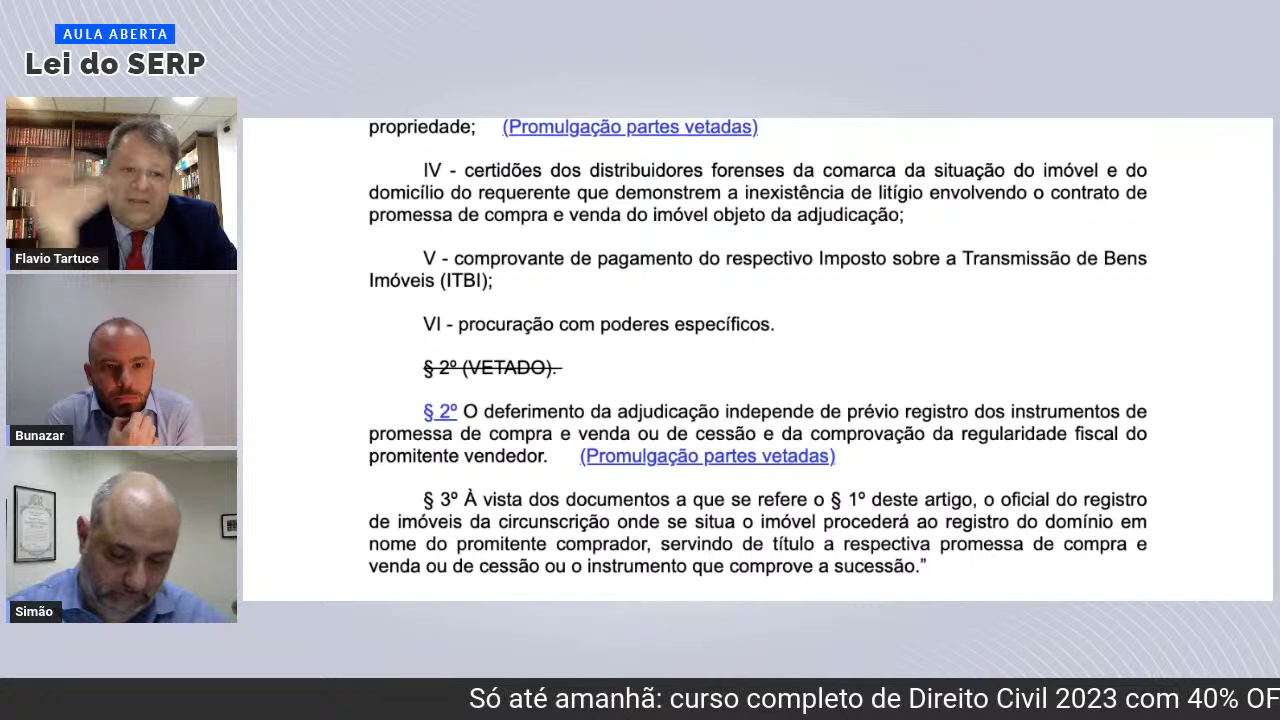 AULA ABERTA
Lei do SERP
Flavio Tartuce
Bunazar
Simão
propriedade; (Promulgação partes vetadas)
IV - certidões dos distribuidores forenses da comarca da situação do imóvel e do
domicílio do requerente que demonstrem a inexistência de litígio envolvendo o contrato de
promessa de compra e venda do imóvel objeto da adjudicação;
V - comprovante de pagamento do respectivo Imposto sobre a Transmissão de Bens
Imóveis (ITBI);
VI - procuração com poderes específicos.
§ 2º (VETADO).
§ 2º O deferimento da adjudicação independe de prévio registro dos instrumentos de
promessa de compra e venda ou de cessão e da comprovação da regularidade fiscal do
promitente vendedor. (Promulgação partes vetadas)
§ 3º À vista dos documentos a que se refere o § 1º deste artigo, o oficial do registro
de imóveis da circunscrição onde se situa o imóvel procederá ao registro do domínio em
nome do promitente comprador, servindo de título a respectiva promessa de compra e
venda ou de cessão ou o instrumento que comprove a sucessão.”
Só até amanhã: curso completo de Direito Civil 2023 com 40% OF